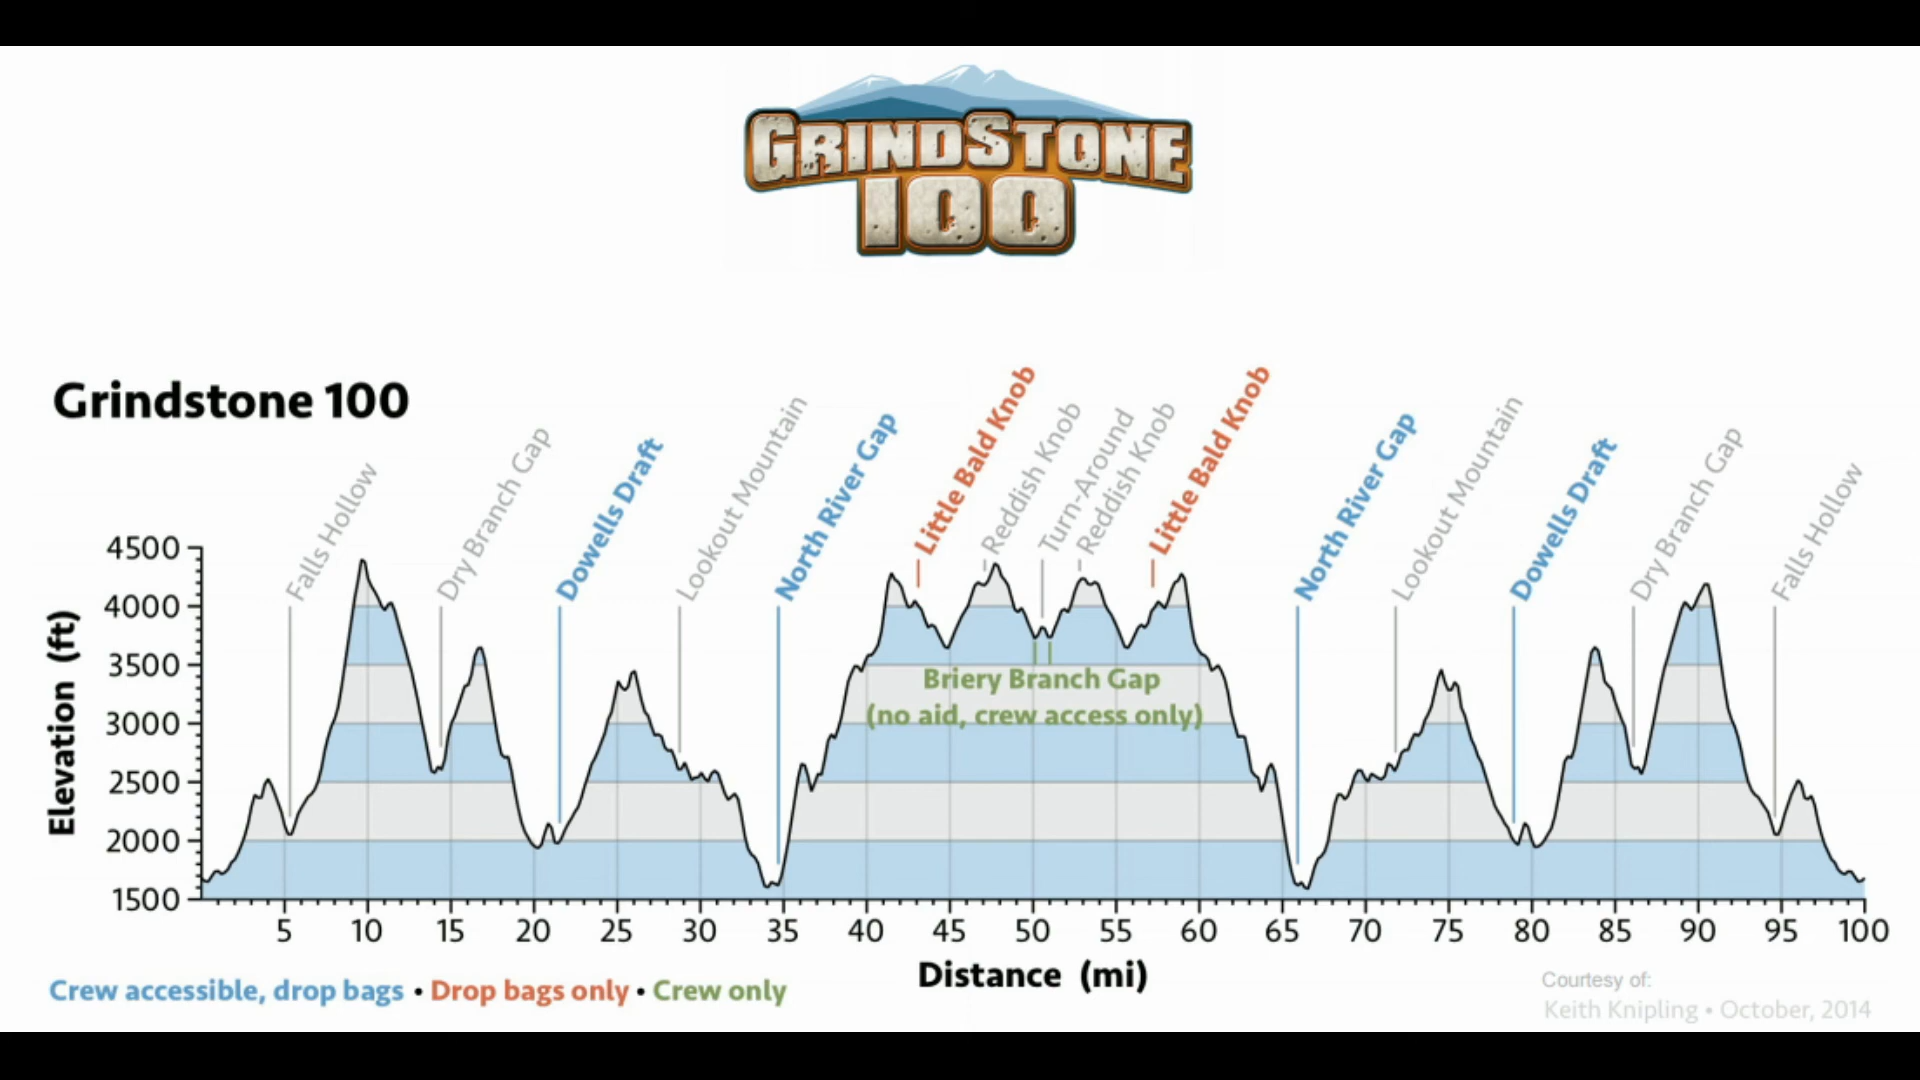 GRINDSTONE
100
Grindstone 100
Falls Hollow
Dry Branch Gap
Dowells Draft
Lookout Mountain
North River Gap
Little Bald Knob
Reddish Knob
Turn-Around
Reddish Knob
Little Bald Knob
North River Gap
Lookout Mountain
Dowells Draft
Dry Branch Gap
Falls Hollow
Elevation (ft)
4500
4000
3500
3000
2500
2000
1500
Briery Branch Gap
(no aid, crew access only)
5 10 15 20 25 30 35 40 45 50 55 60 65 70 75 80 85 90 95 100
Distance (mi)
Crew accessible, drop bags • Drop bags only • Crew only
Courtesy of:
Keith Knipling • October, 2014